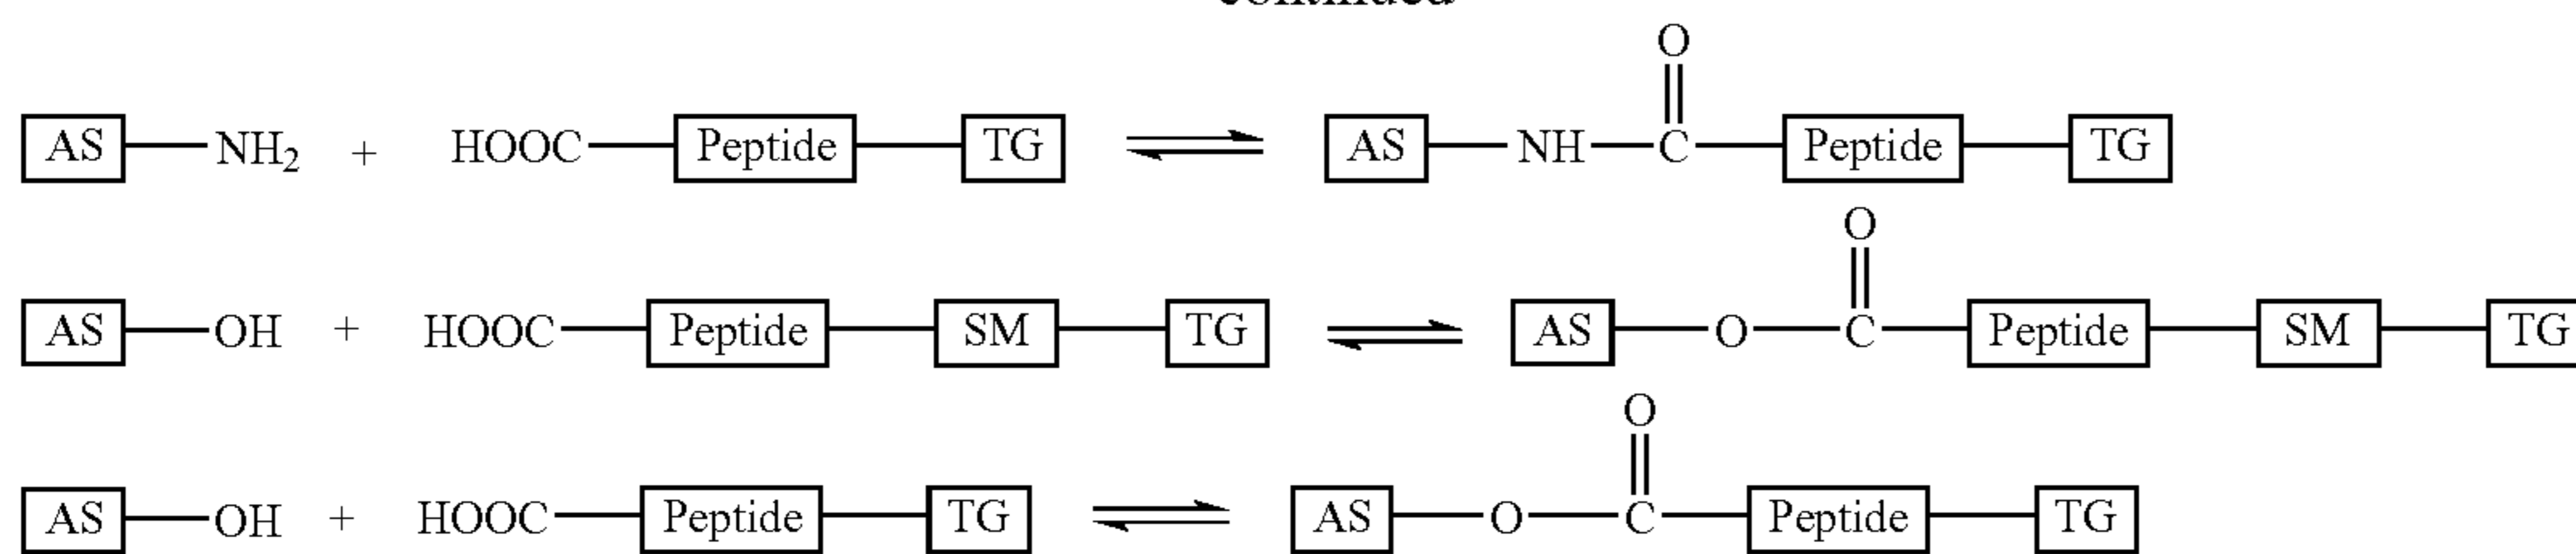 continued
O
AS NH₂ + HOOC Peptide TG ⇌ AS NH C Peptide TG
O
AS OH + HOOC Peptide SM TG ⇌ AS O C Peptide SM TG
O
AS OH + HOOC Peptide TG ⇌ AS O C Peptide TG